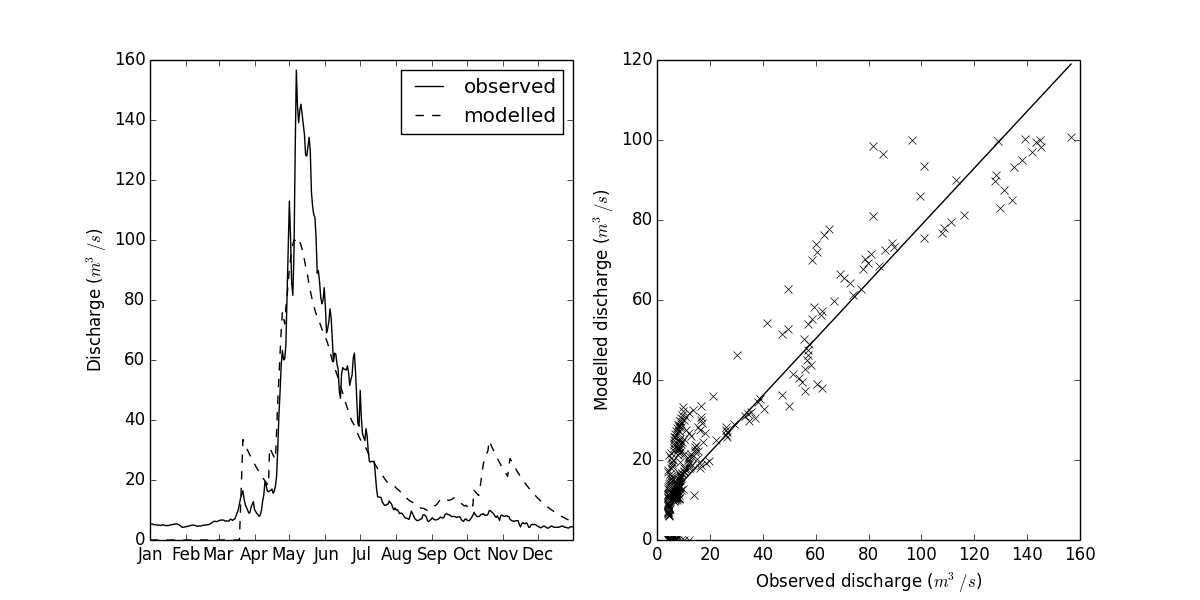 160
140
120
100
80
60
40
20
0
Discharge (m³/s)
observed
modelled
Jan Feb Mar Apr May Jun Jul Aug Sep Oct Nov Dec
120
100
80
60
40
20
0
Modelled discharge (m³/s)
0 20 40 60 80 100 120 140 160
Observed discharge (m³/s)